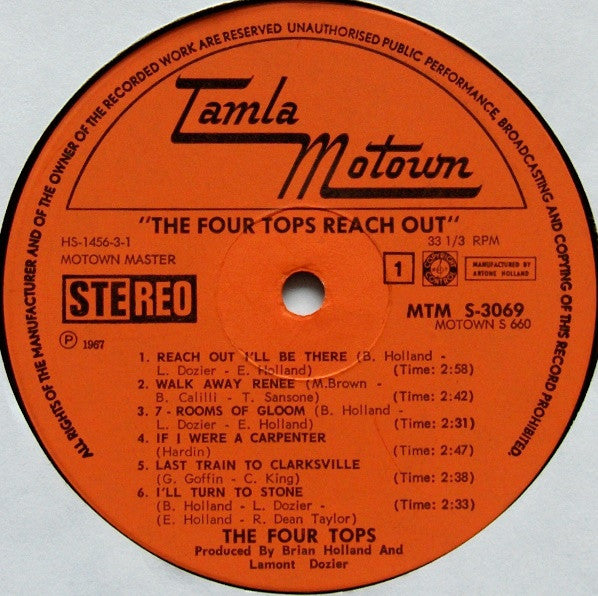 ALL RIGHTS OF THE MANUFACTURER AND OF THE OWNER OF THE RECORDED WORK ARE RESERVED UNAUTHORISED PUBLIC PERFORMANCE, BROADCASTING AND COPYING OF THIS RECORD PROHIBITED.
Tamla
Motown
"THE FOUR TOPS REACH OUT"
HS-1456-3-1
MOTOWN MASTER
33 1/3 RPM
1
MANUFACTURED BY
ARTONE HOLLAND
STEREO
MTM S-3069
MOTOWN S 660
Ⓟ 1967
1. REACH OUT I'LL BE THERE (B. Holland -
L. Dozier - E. Holland) (Time: 2:58)
2. WALK AWAY RENEE (M.Brown -
B. Calilli - T. Sansone) (Time: 2:42)
3. 7 - ROOMS OF GLOOM (B. Holland -
L. Dozier - E. Holland) (Time: 2:31)
4. IF I WERE A CARPENTER
(Hardin) (Time: 2:47)
5. LAST TRAIN TO CLARKSVILLE
(G. Goffin - C. King) (Time: 2:38)
6. I'LL TURN TO STONE
(B. Holland - L. Dozier - (Time: 2:33)
(E. Holland - R. Dean Taylor)
THE FOUR TOPS
Produced By Brian Holland And
Lamont Dozier